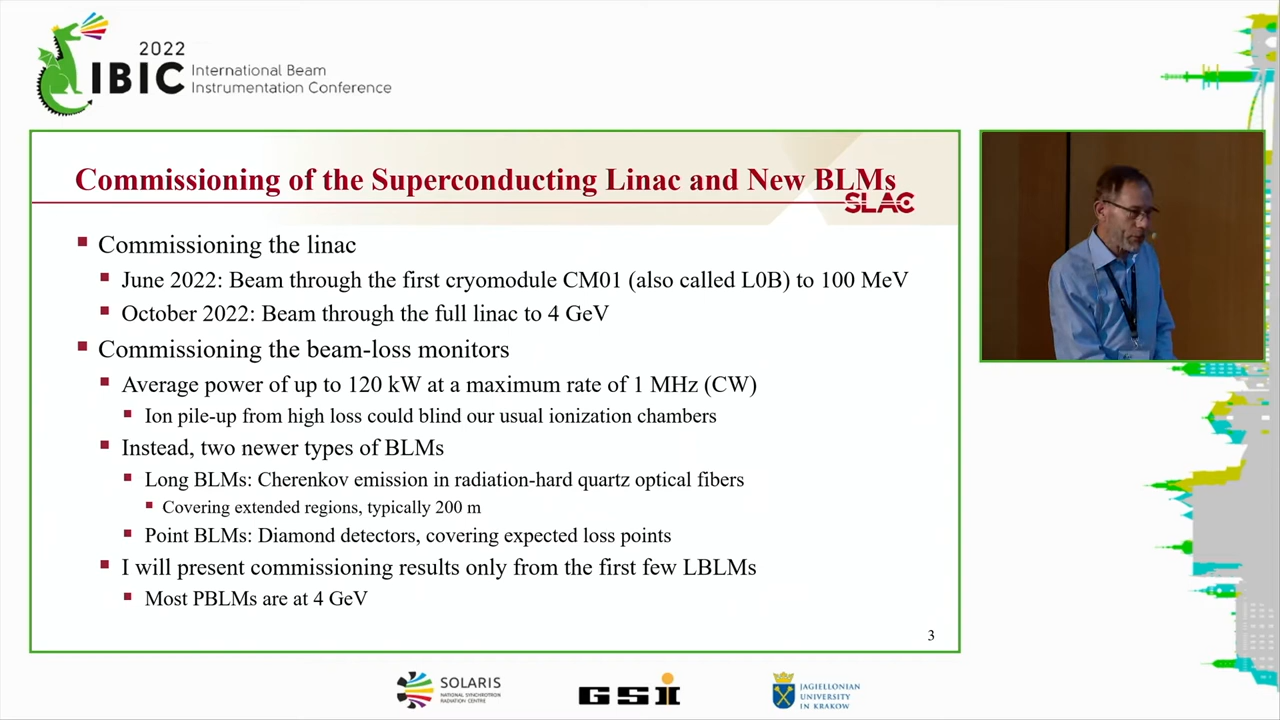 2022
IBIC International Beam
Instrumentation Conference
Commissioning of the Superconducting Linac and New BLMs
SLAC
Commissioning the linac
June 2022: Beam through the first cryomodule CM01 (also called L0B) to 100 MeV
October 2022: Beam through the full linac to 4 GeV
Commissioning the beam-loss monitors
Average power of up to 120 kW at a maximum rate of 1 MHz (CW)
Ion pile-up from high loss could blind our usual ionization chambers
Instead, two newer types of BLMs
Long BLMs: Cherenkov emission in radiation-hard quartz optical fibers
Covering extended regions, typically 200 m
Point BLMs: Diamond detectors, covering expected loss points
I will present commissioning results only from the first few LBLMs
Most PBLMs are at 4 GeV
3
SOLARIS
NATIONAL SYNCHROTRON
RADIATION CENTRE
GSI
JAGIELLONIAN
UNIVERSITY
IN KRAKOW